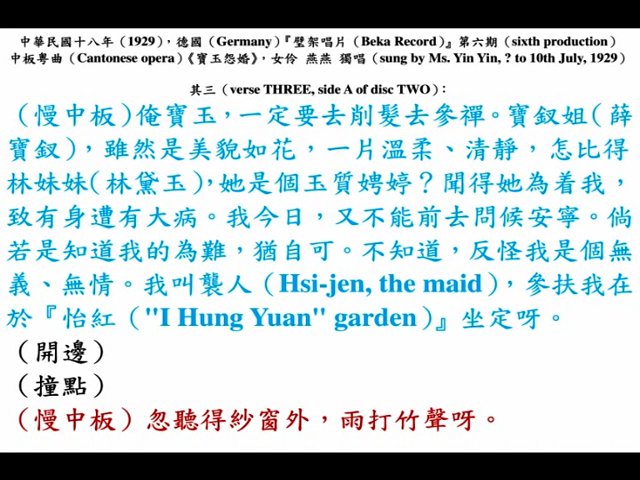 中華民國十八年（1929），德國（Germany）『壁架唱片（Beka Record）』第六期（sixth production）
中板粵曲（Cantonese opera）《寶玉怨婚》，女伶 燕燕 獨唱（sung by Ms. Yin Yin, ? to 10th July, 1929）
其三（verse THREE, side A of disc TWO）：
（慢中板）俺寶玉，一定要去削髮去參禪。寶釵姐（薛
寶釵），雖然是美貌如花，一片溫柔、清靜，怎比得
林妹妹（林黛玉），她是個玉質娉婷？聞得她為着我，
致有身遭有大病。我今日，又不能前去問候安寧。倘
若是知道我的為難，猶自可。不知道，反怪我是個無
義、無情。我叫襲人（Hsi-jen, the maid），參扶我在
於『怡紅（"I Hung Yuan" garden）』坐定呀。
（開邊）
（撞點）
（慢中板）忽聽得紗窗外，雨打竹聲呀。